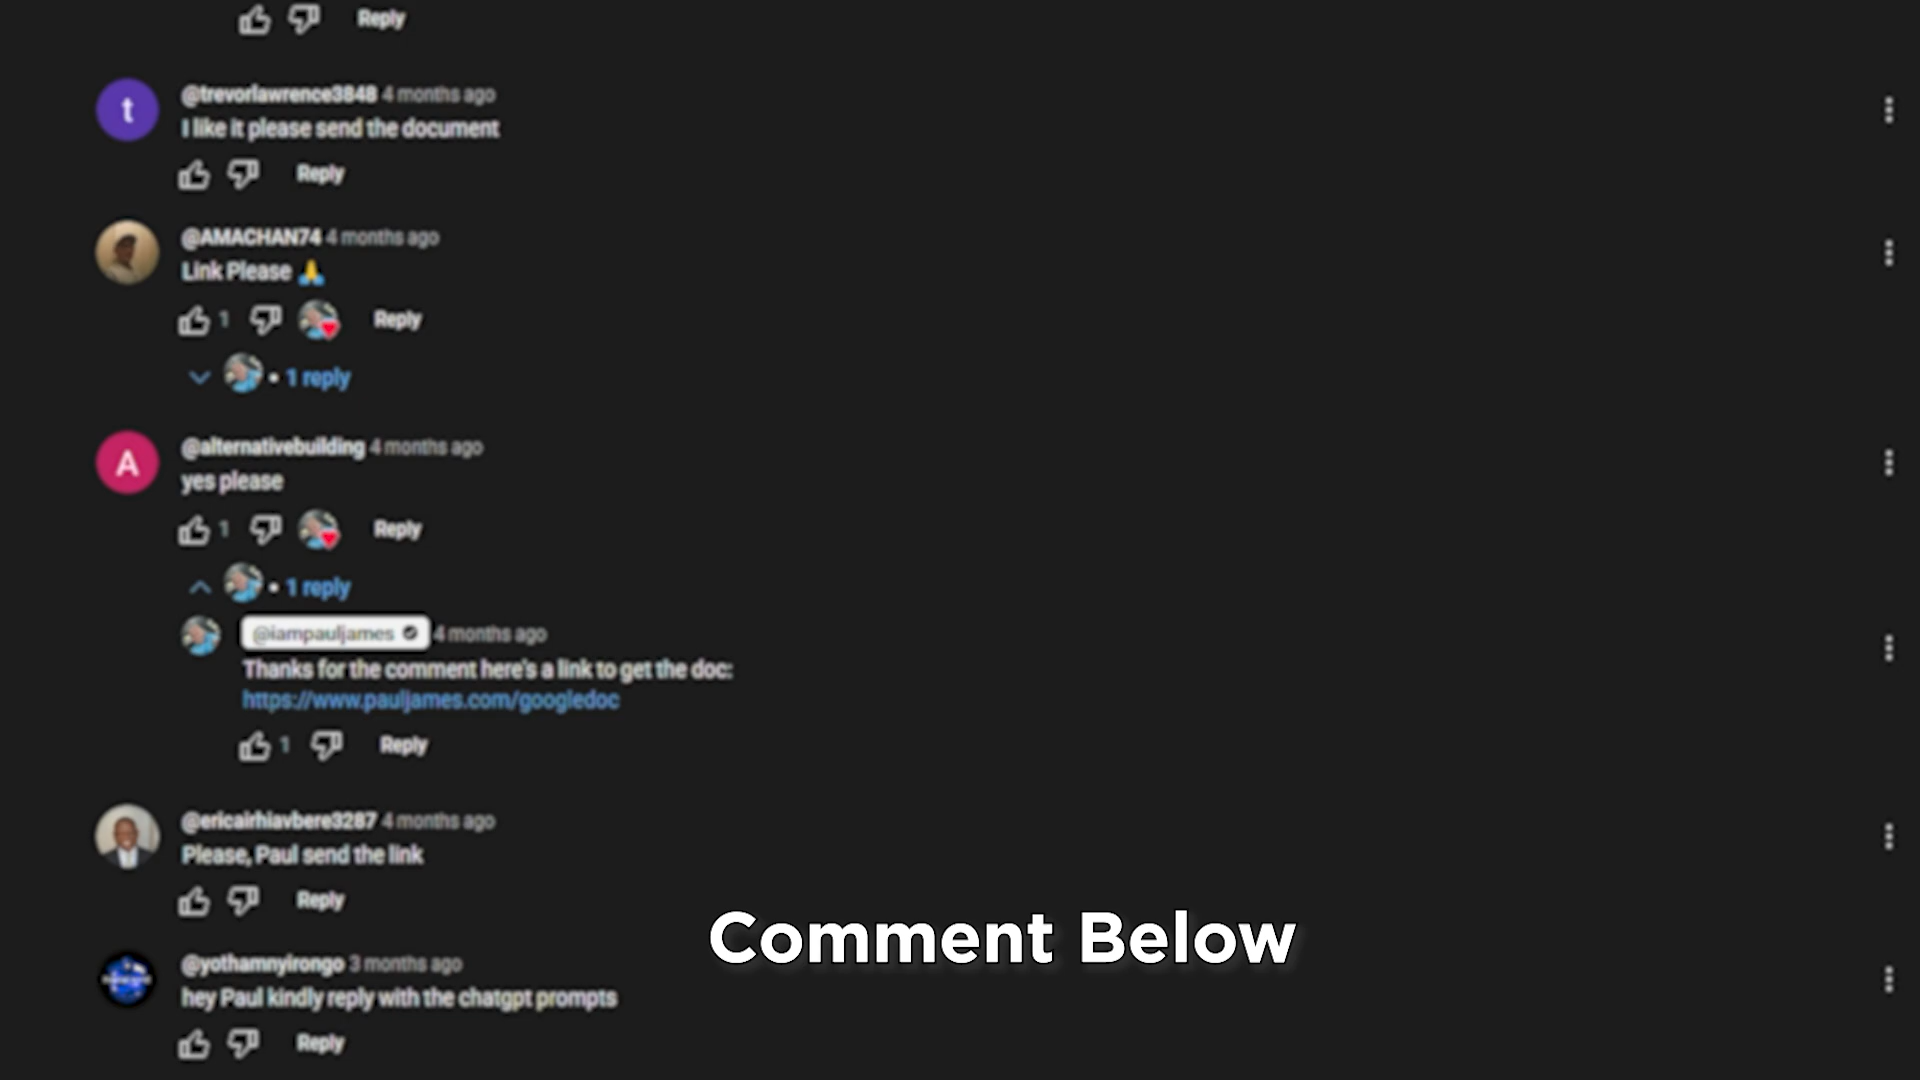 Reply
t
@trevorlawrence3848 4 months ago
I like it please send the document
Reply
@AMACHAN74 4 months ago
Link Please 🙏
1 Reply
• 1 reply
A
@alternativebuilding 4 months ago
yes please
1 Reply
• 1 reply
@iampauljames 4 months ago
Thanks for the comment here's a link to get the doc:
https://www.pauljames.com/googledoc
1 Reply
@ericairhiavbere3287 4 months ago
Please, Paul send the link
Reply
Comment Below
@yothamnyirongo 3 months ago
hey Paul kindly reply with the chatgpt prompts
Reply